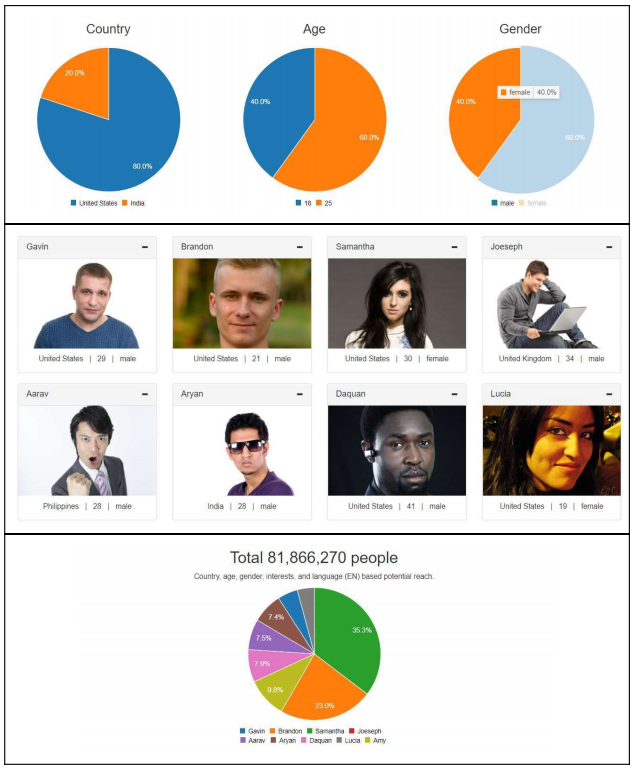 Country
Age
Gender
20.0%
80.0%
40.0%
60.0%
female 40.0%
40.0%
60.0%
United States India
18 25
male female
Gavin
Brandon
Samantha
Joeseph
United States | 29 | male
United States | 21 | male
United States | 30 | female
United Kingdom | 34 | male
Aarav
Aryan
Daquan
Lucia
Philippines | 28 | male
India | 28 | male
United States | 41 | male
United States | 19 | female
Total 81,866,270 people
Country, age, gender, interests, and language (EN) based potential reach.
7.4%
35.3%
7.5%
7.9%
9.8%
23.0%
Gavin Brandon Samantha Joeseph
Aarav Aryan Daquan Lucia Amy